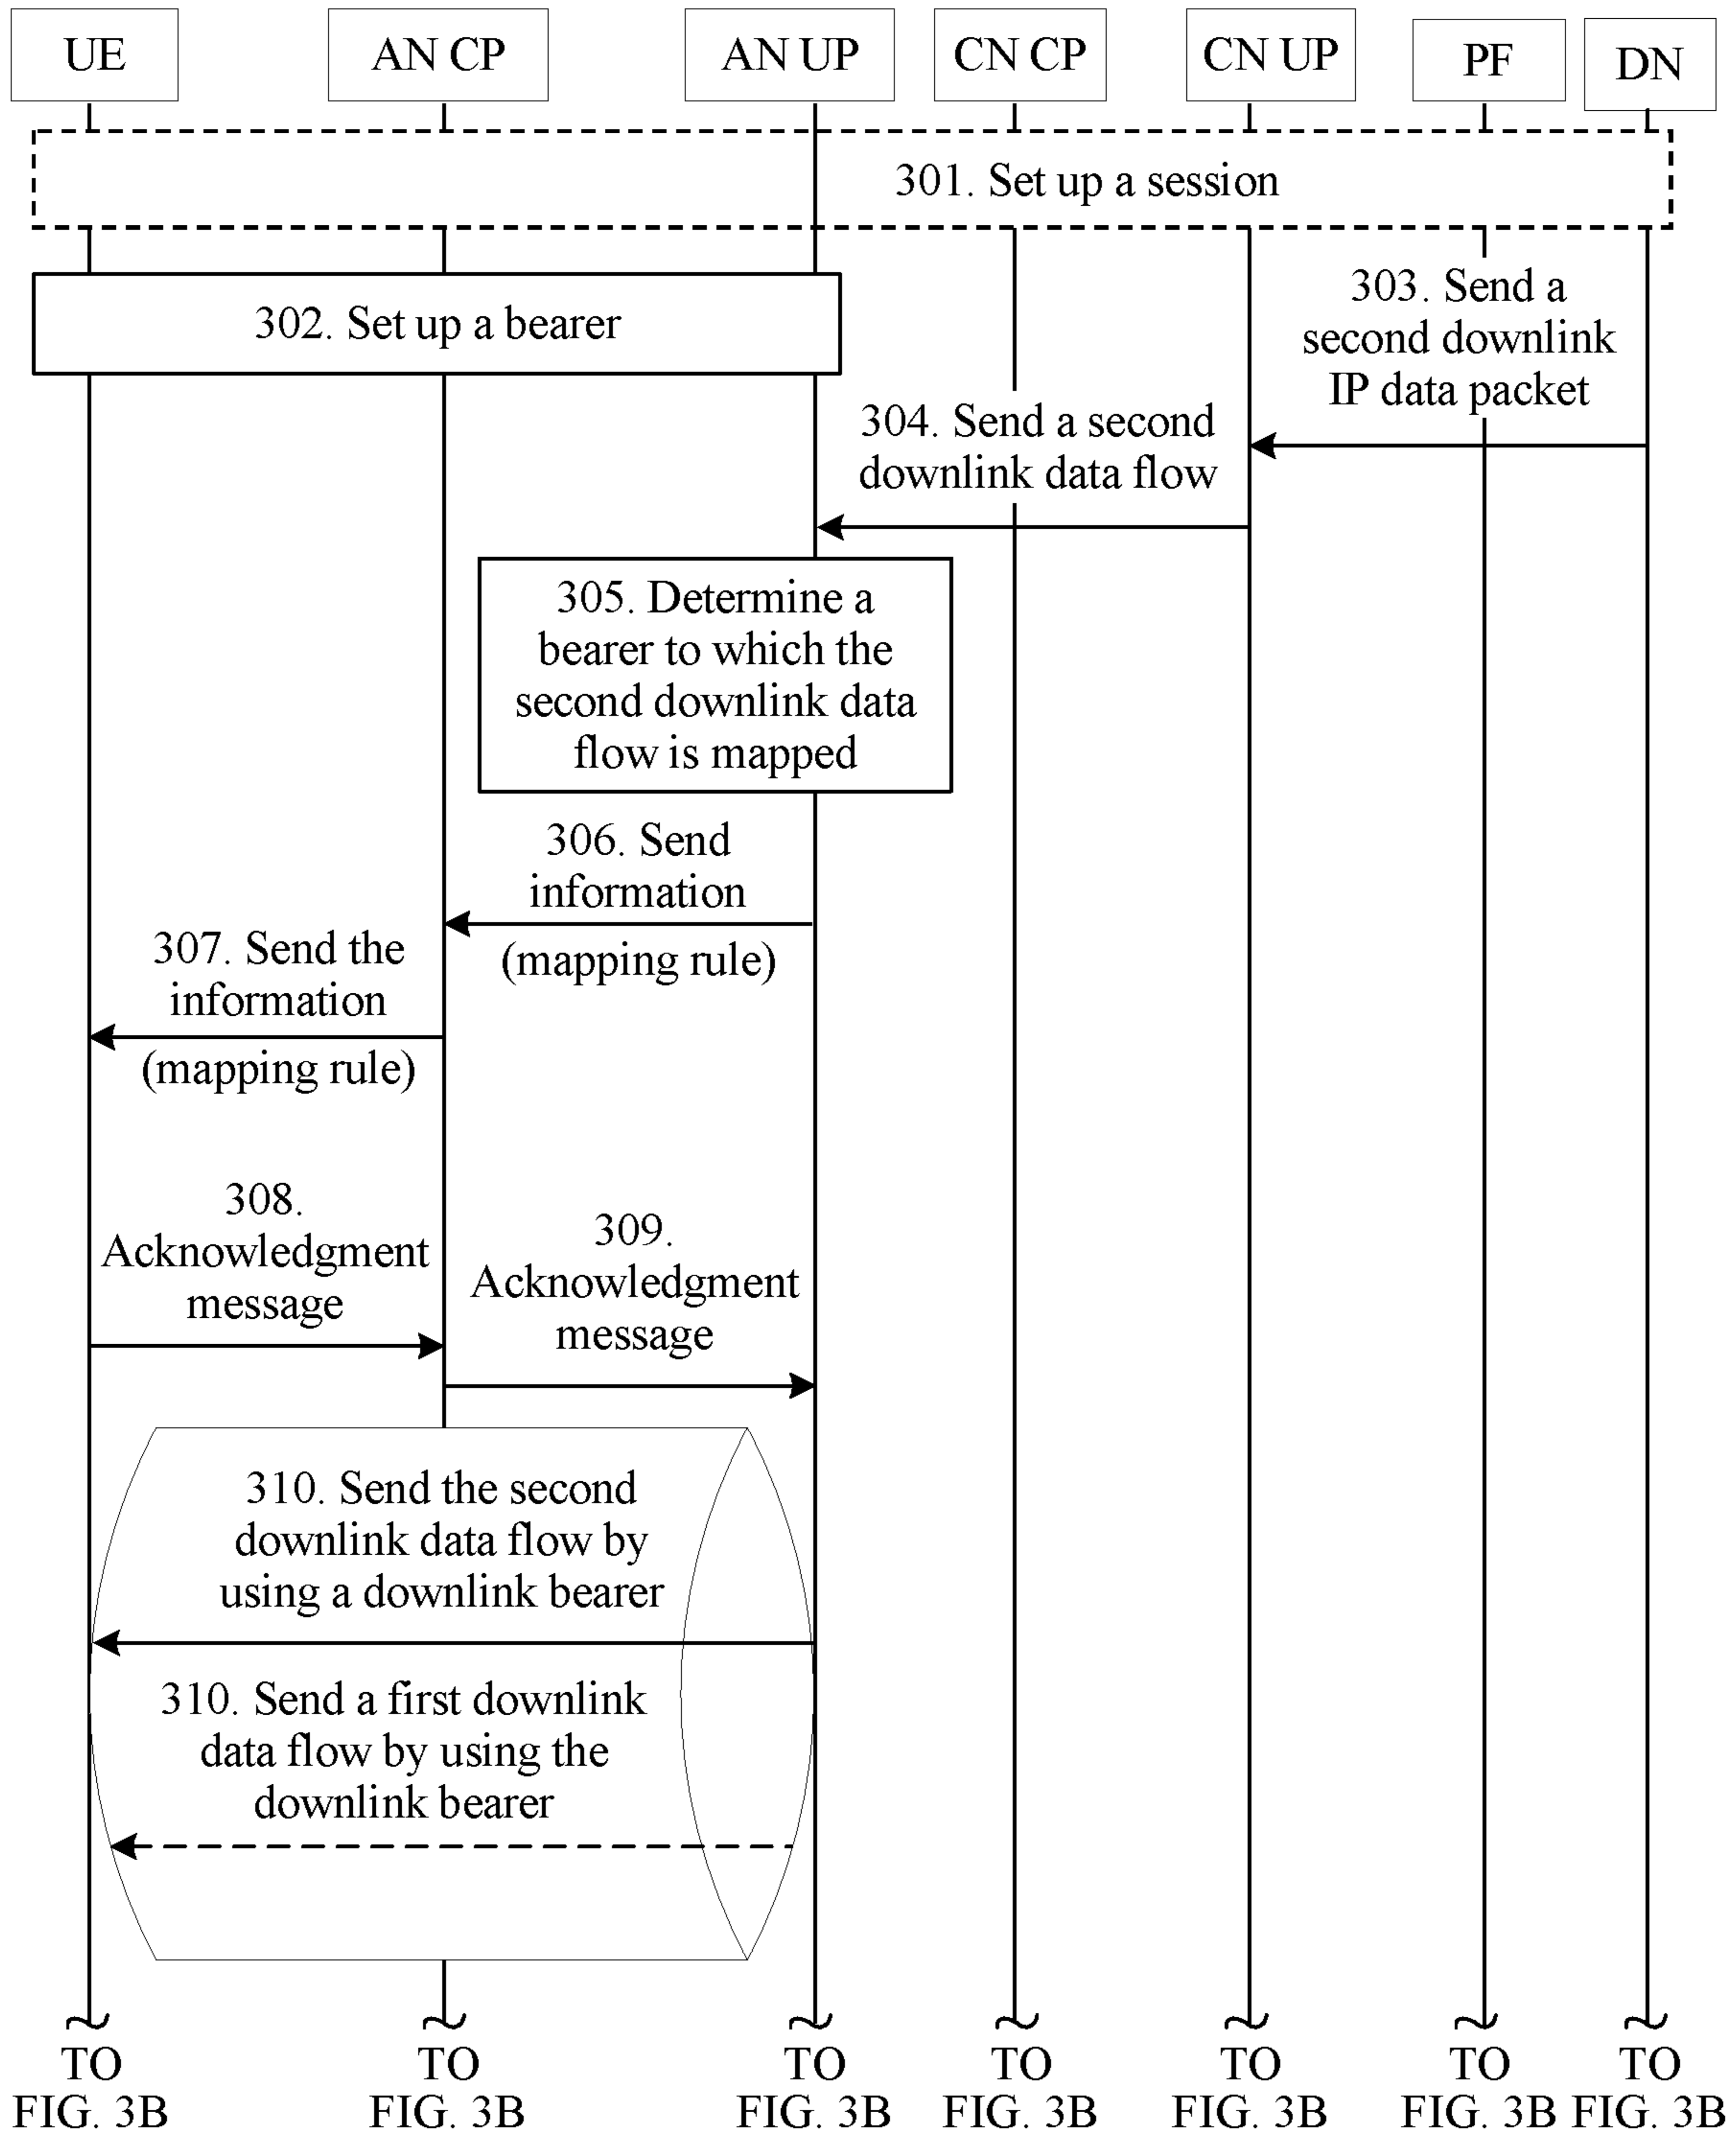 UE
AN CP
AN UP
CN CP
CN UP
PF
DN
301. Set up a session
302. Set up a bearer
303. Send a
second downlink
IP data packet
304. Send a second
downlink data flow
305. Determine a
bearer to which the
second downlink data
flow is mapped
306. Send
information
(mapping rule)
307. Send the
information
(mapping rule)
308.
Acknowledgment
message
309.
Acknowledgment
message
310. Send the second
downlink data flow by
using a downlink bearer
310. Send a first downlink
data flow by using the
downlink bearer
TO
FIG. 3B
TO
FIG. 3B
TO
FIG. 3B
TO
FIG. 3B
TO
FIG. 3B
TO
FIG. 3B
TO
FIG. 3B